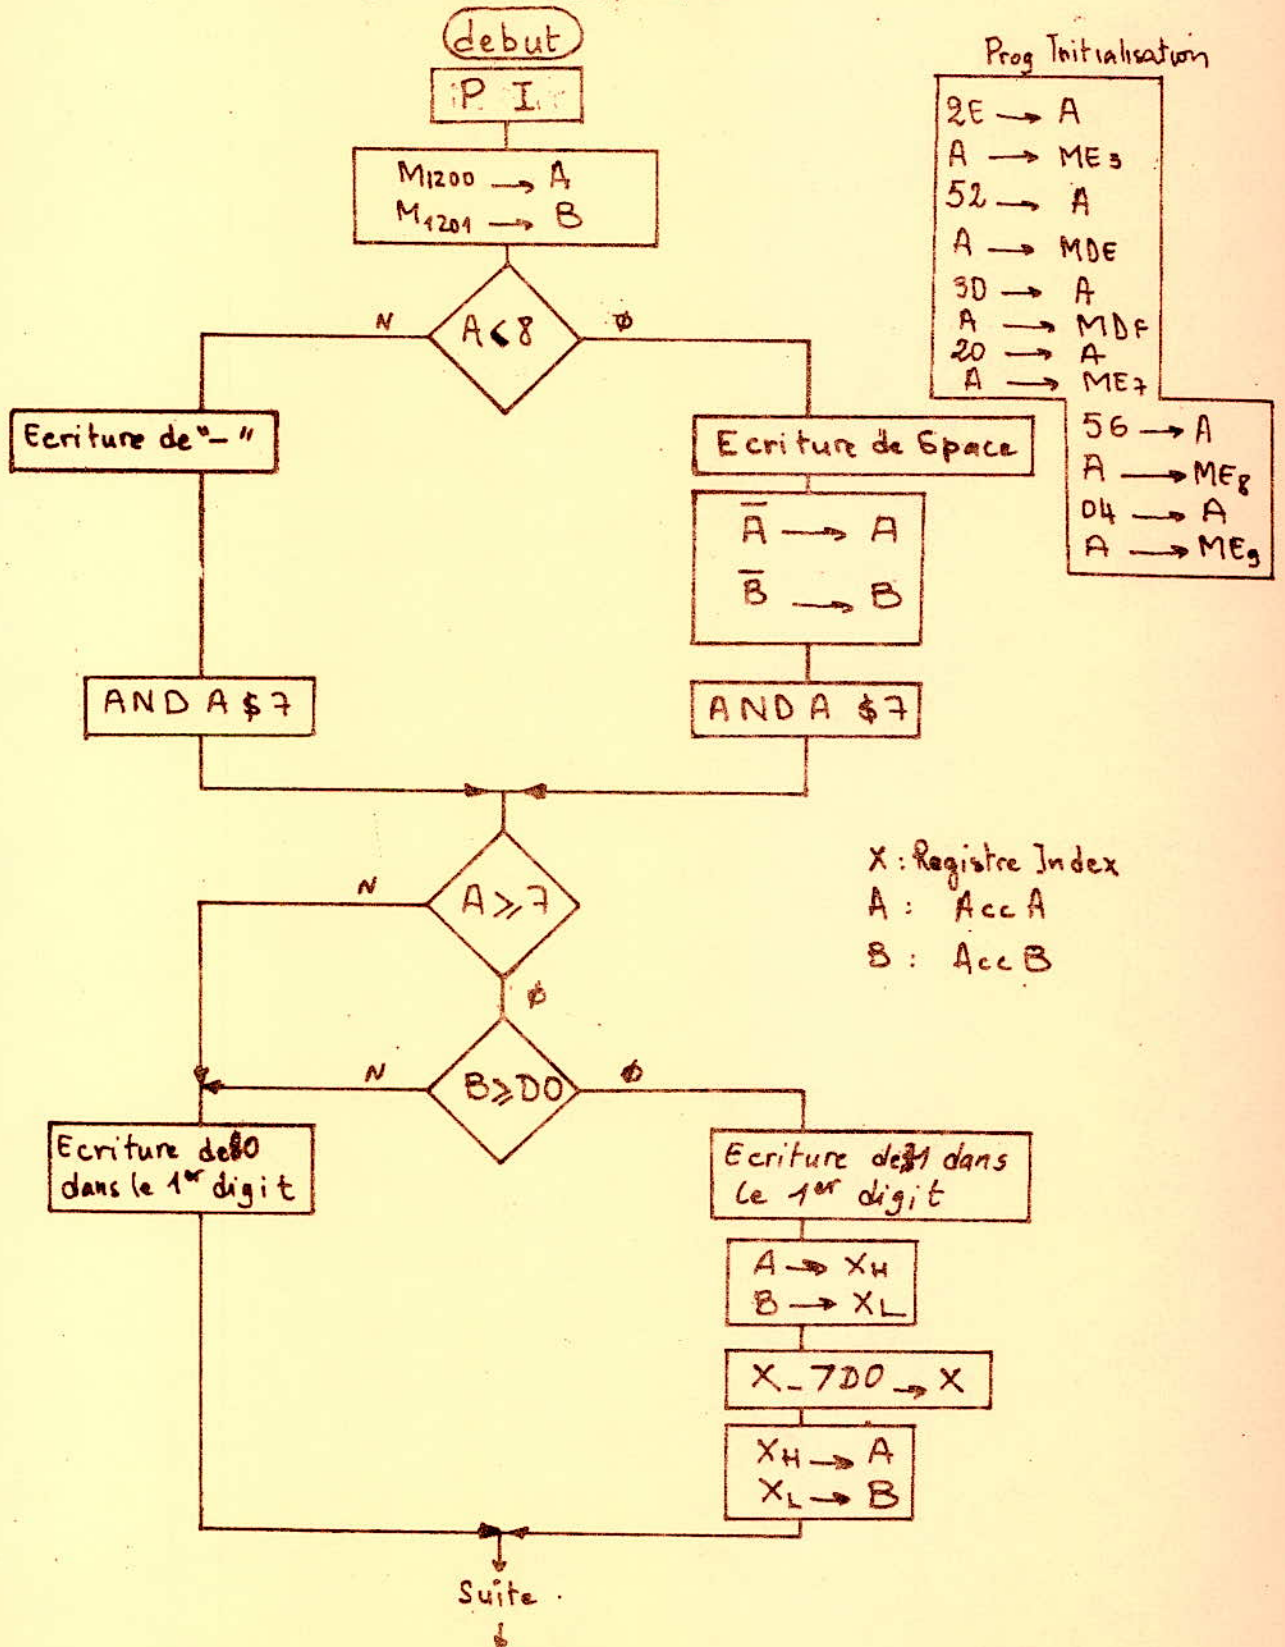 debut
P I
Prog Initialisation
2E → A
A → ME3
52 → A
A → MDE
3D → A
A → MDF
20 → A
A → ME7
56 → A
A → ME8
04 → A
A → ME9
M1200 → A
M1201 → B
N
A < 8
Φ
Ecriture de "-"
Ecriture de Space
A̅ → A
B̅ → B
AND A $7
AND A $7
N
A ⩾ 7
Φ
X : Registre Index
A : Acc A
B : Acc B
N
B ⩾ D0
Φ
Ecriture de 0
dans le 1er digit
Ecriture de 1 dans
le 1er digit
A → XH
B → XL
X - 7D0 → X
XH → A
XL → B
Suite .